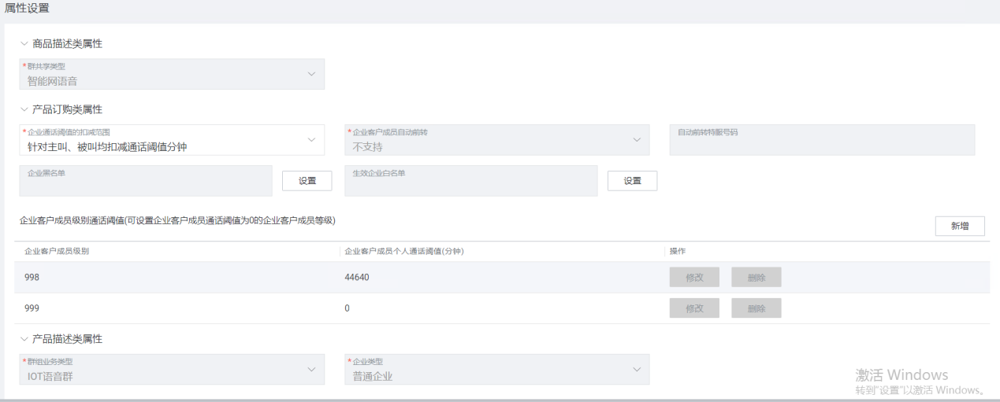 属性设置
商品描述类属性
*群共享类型
智能网语音
产品订购类属性
*企业通话阈值的扣减范围
针对主叫、被叫均扣减通话阈值分钟
*企业客户成员自动前转
不支持
自动前转特服号码
企业黑名单
设置
生效企业白名单
设置
企业客户成员级别通话阈值(可设置企业客户成员通话阈值为0的企业客户成员等级)
新增
企业客户成员级别 企业客户成员个人通话阈值(分钟) 操作
998 44640 修改 删除
999 0 修改 删除
产品描述类属性
*群组业务类型
IOT语音群
*企业类型
普通企业
激活 Windows
转到"设置"以激活 Windows。